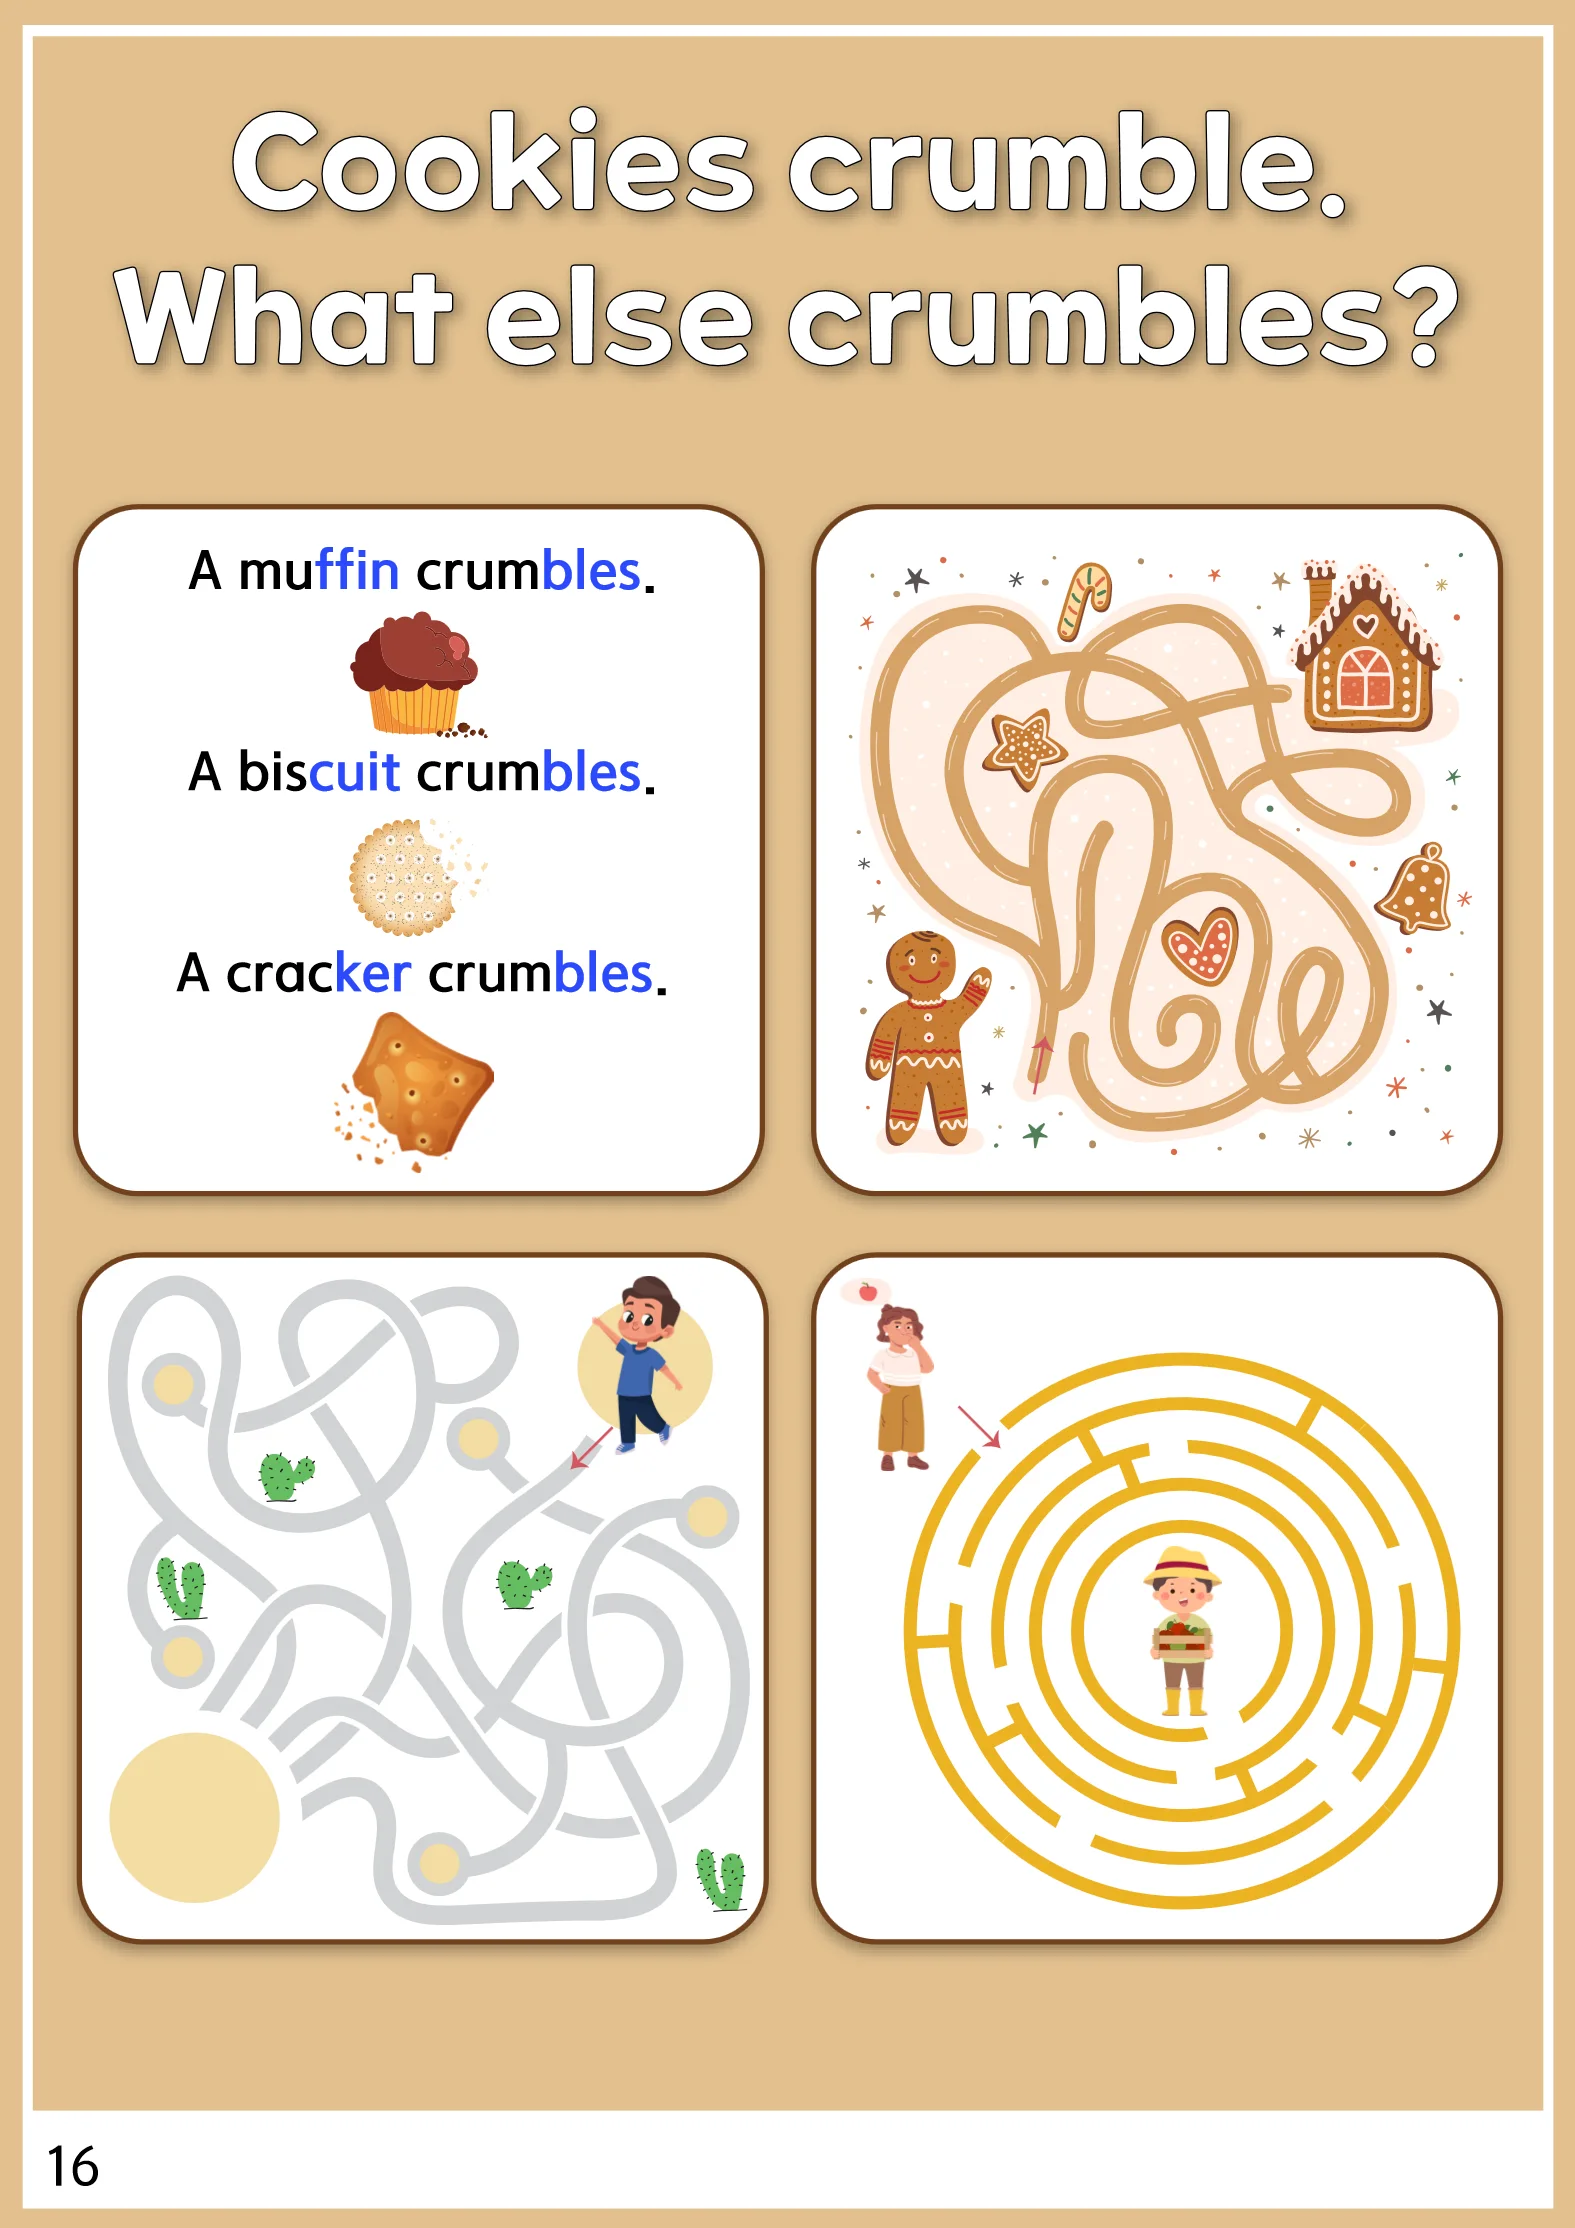 Cookies crumble.
What else crumbles?
A muffin crumbles.
A biscuit crumbles.
A cracker crumbles.
16